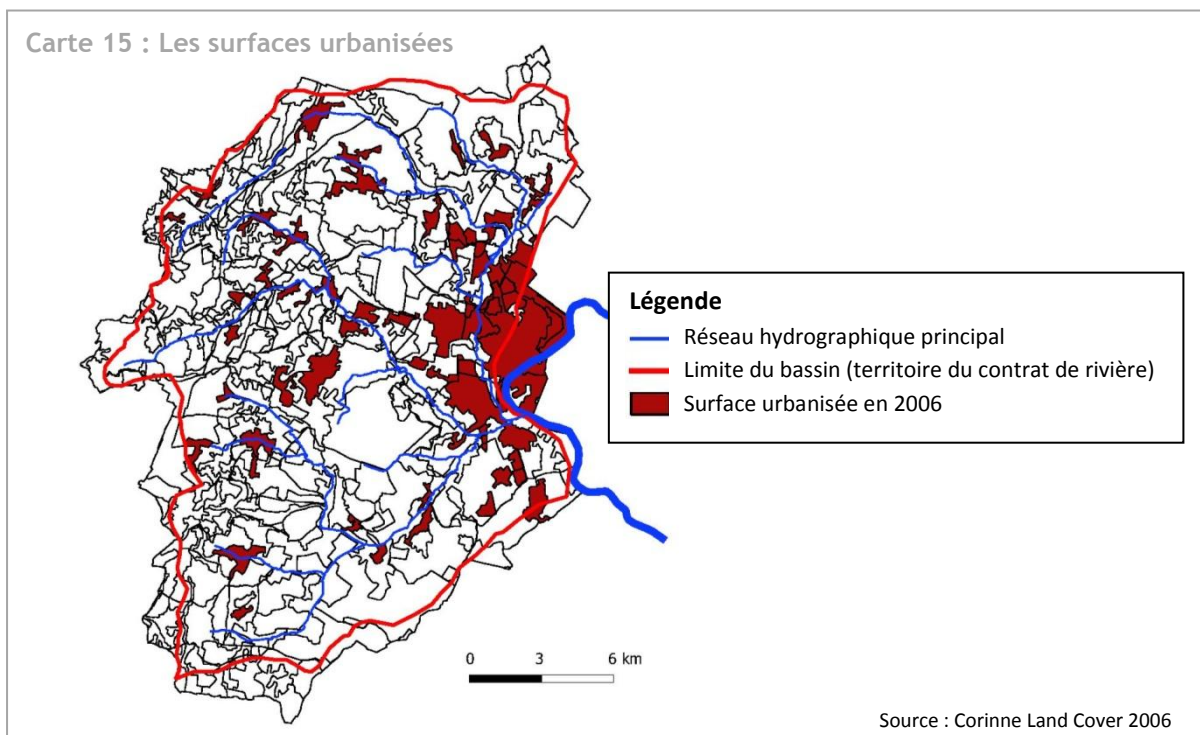 Carte 15 : Les surfaces urbanisées
Légende
Réseau hydrographique principal
Limite du bassin (territoire du contrat de rivière)
Surface urbanisée en 2006
0 3 6 km
Source : Corinne Land Cover 2006